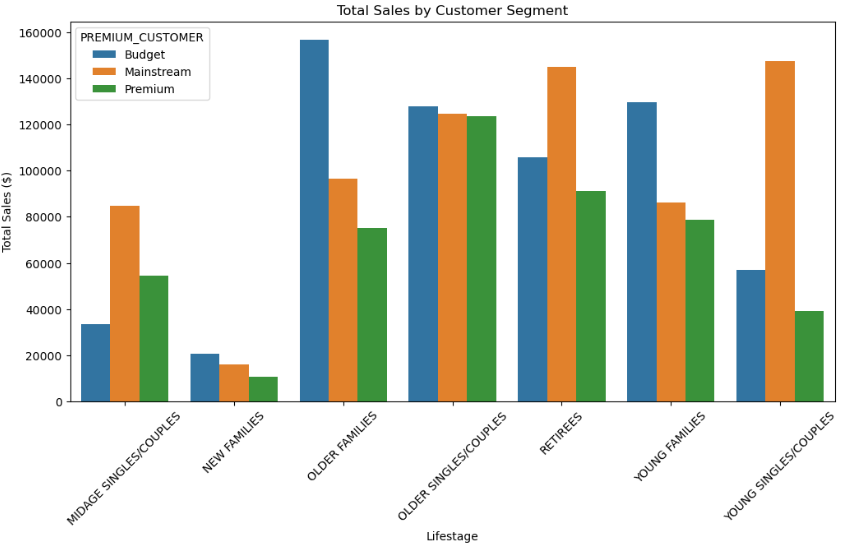 Total Sales by Customer Segment
PREMIUM_CUSTOMER
Budget
Mainstream
Premium
Total Sales ($)
160000
140000
120000
100000
80000
60000
40000
20000
0
MIDAGE SINGLES/COUPLES
NEW FAMILIES
OLDER FAMILIES
OLDER SINGLES/COUPLES
RETIREES
YOUNG FAMILIES
YOUNG SINGLES/COUPLES
Lifestage